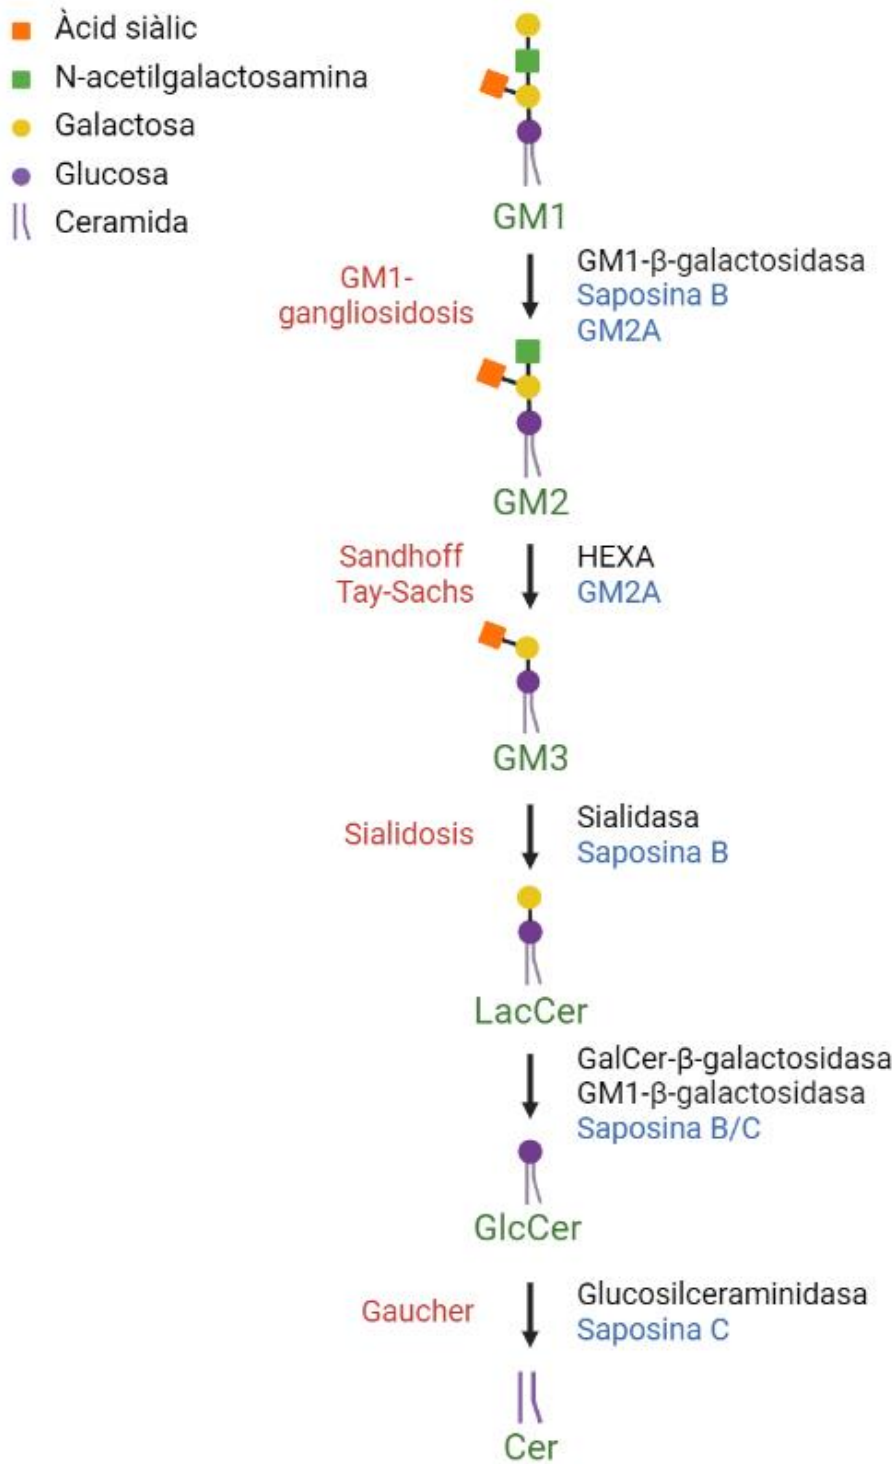 Àcid siàlic
N-acetilgalactosamina
Galactosa
Glucosa
Ceramida
GM1
GM1-
gangliosidosis
GM1-β-galactosidasa
Saposina B
GM2A
GM2
Sandhoff
Tay-Sachs
HEXA
GM2A
GM3
Sialidosis
Sialidasa
Saposina B
LacCer
GalCer-β-galactosidasa
GM1-β-galactosidasa
Saposina B/C
GlcCer
Gaucher
Glucosilceraminidasa
Saposina C
Cer